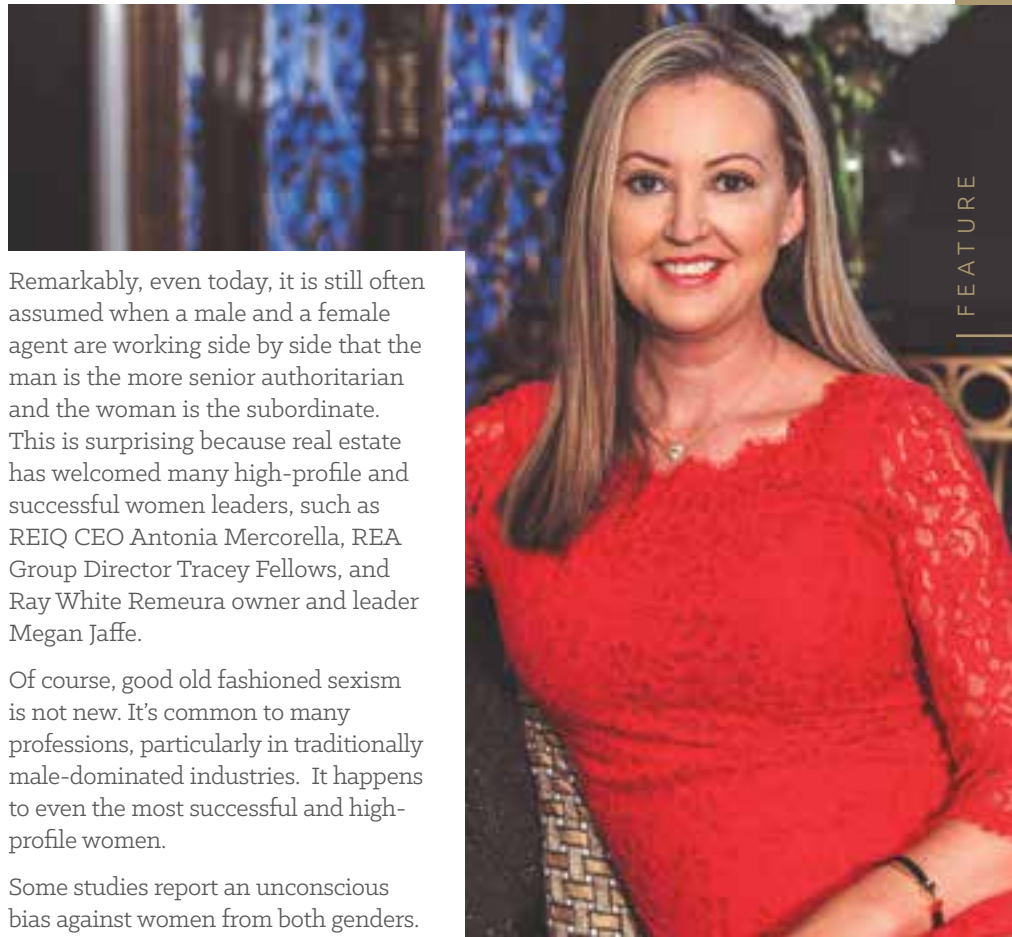 FEATURE
Remarkably, even today, it is still often
assumed when a male and a female
agent are working side by side that the
man is the more senior authoritarian
and the woman is the subordinate.
This is surprising because real estate
has welcomed many high-profile and
successful women leaders, such as
REIQ CEO Antonia Mercorella, REA
Group Director Tracey Fellows, and
Ray White Remeura owner and leader
Megan Jaffe.
Of course, good old fashioned sexism
is not new. It’s common to many
professions, particularly in traditionally
male-dominated industries.  It happens
to even the most successful and high-
profile women.
Some studies report an unconscious
bias against women from both genders.